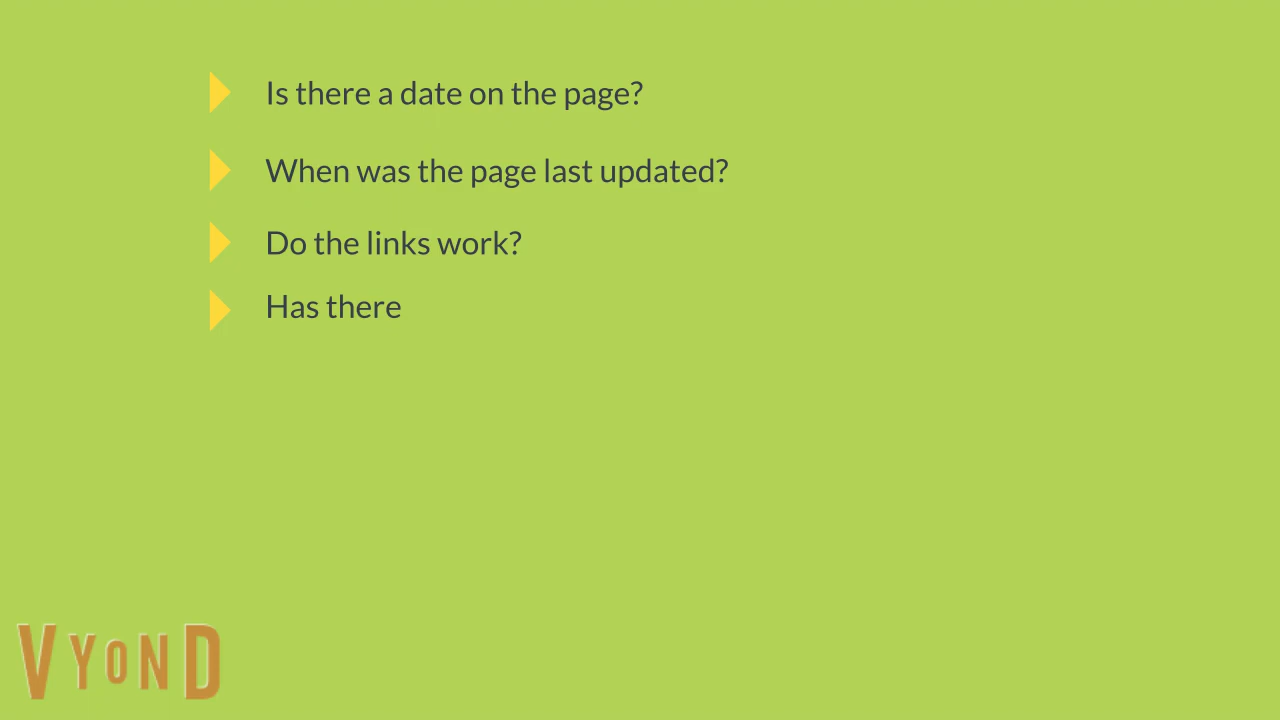 Is there a date on the page?
When was the page last updated?
Do the links work?
Has there
VYOND